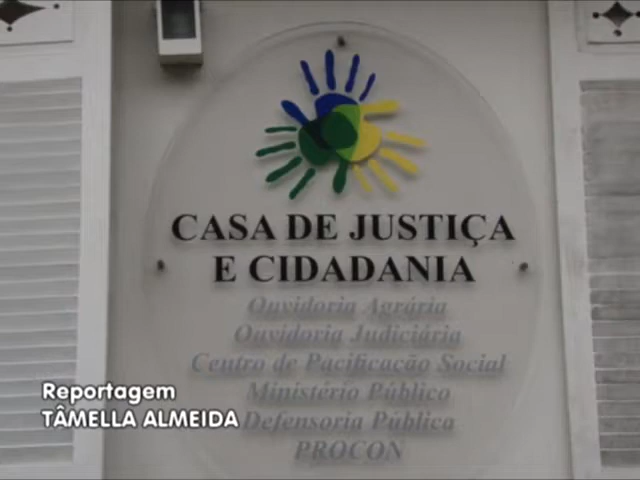 CASA DE JUSTIÇA
E CIDADANIA
Ouvidoria Agrária
Ouvidoria Judiciária
Centro de Pacificação Social
Ministério Público
Defensoria Pública
PROCON
Reportagem
TÂMELLA ALMEIDA